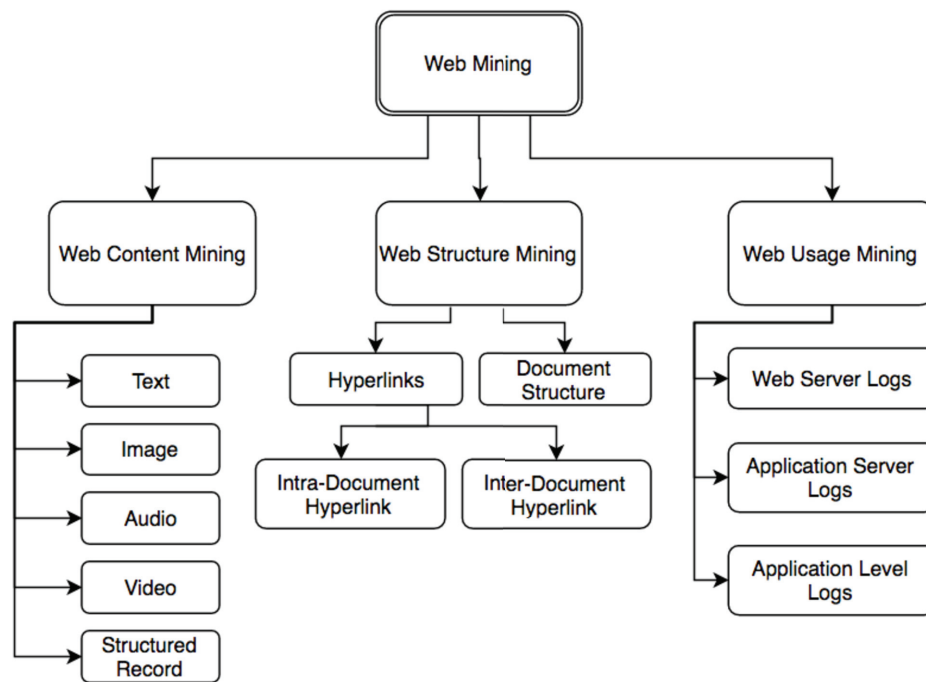 Web Mining
Web Content Mining
Web Structure Mining
Web Usage Mining
Text
Image
Audio
Video
Structured
Record
Hyperlinks
Document
Structure
Intra-Document
Hyperlink
Inter-Document
Hyperlink
Web Server Logs
Application Server
Logs
Application Level
Logs